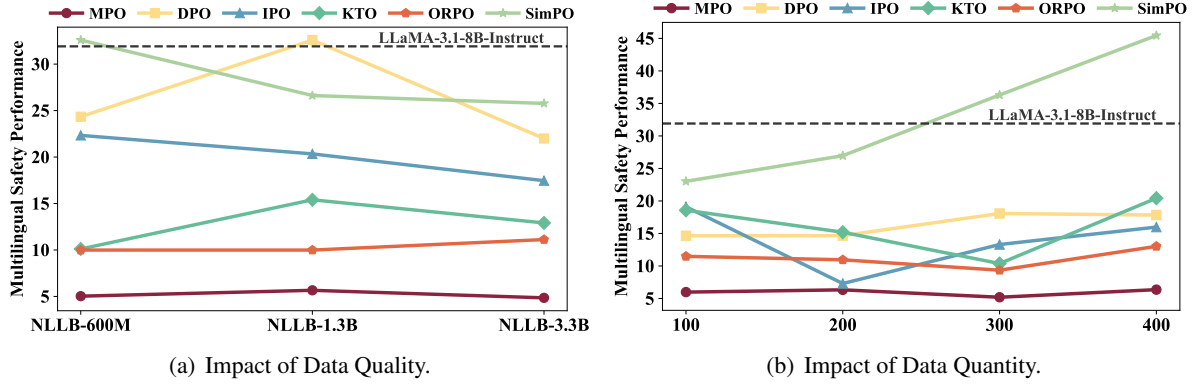 MPO DPO IPO KTO ORPO SimPO
LLaMA-3.1-8B-Instruct
Multilingual Safety Performance
30
25
20
15
10
5
NLLB-600M NLLB-1.3B NLLB-3.3B
(a) Impact of Data Quality.
MPO DPO IPO KTO ORPO SimPO
LLaMA-3.1-8B-Instruct
Multilingual Safety Performance
45
40
35
30
25
20
15
10
5
100 200 300 400
(b) Impact of Data Quantity.